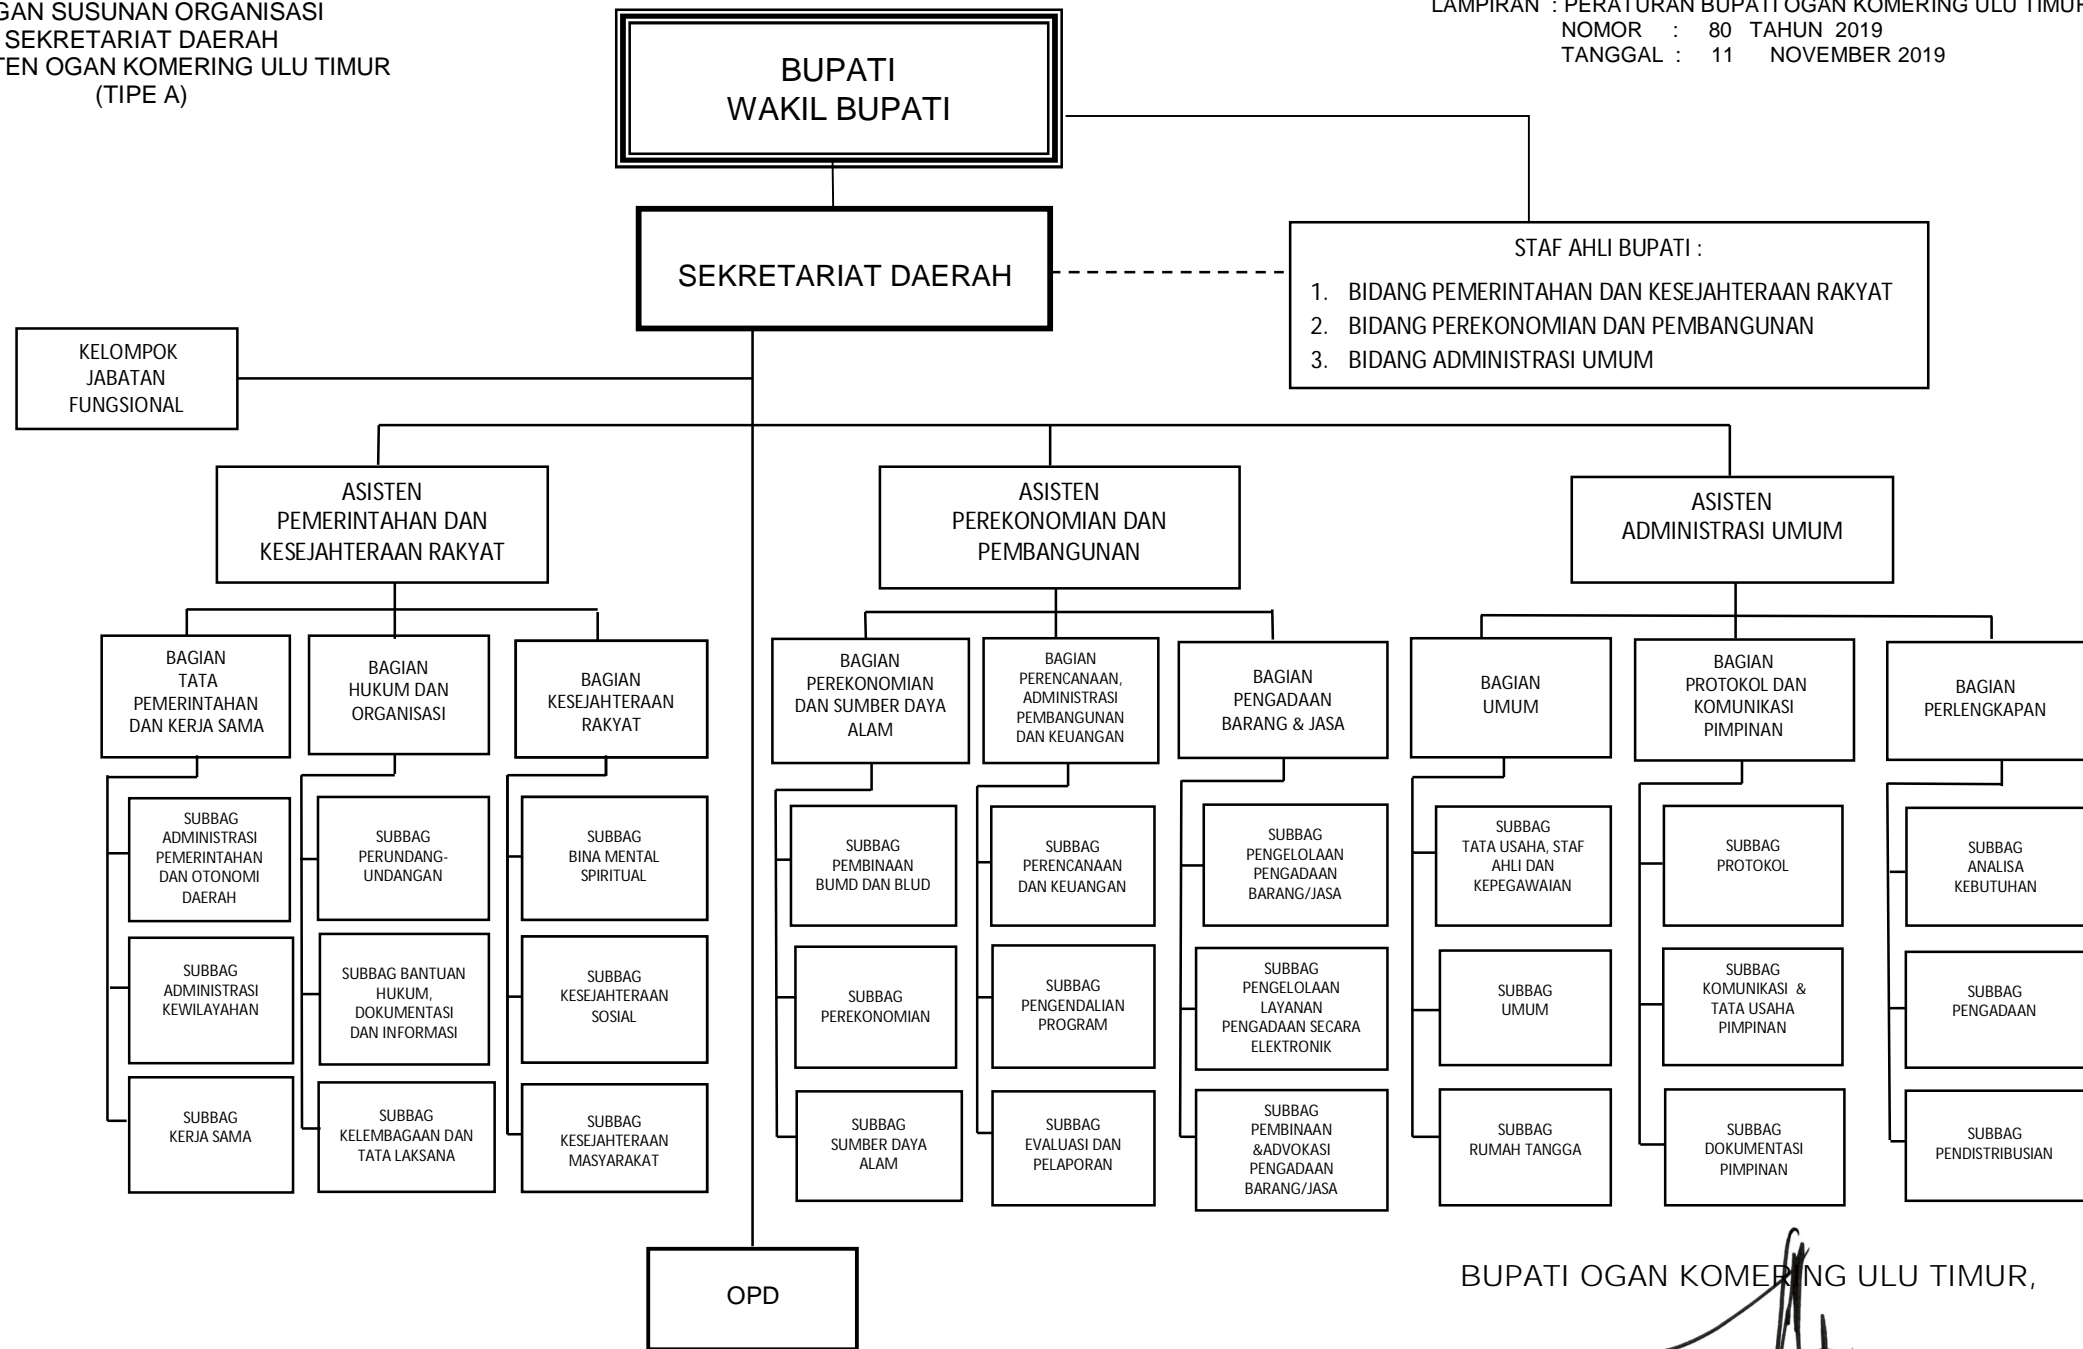 GAN SUSUNAN ORGANISASI
SEKRETARIAT DAERAH
TEN OGAN KOMERING ULU TIMUR
(TIPE A)
LAMPIRAN : PERATURAN BUPATI OGAN KOMERING ULU TIMUR
NOMOR : 80 TAHUN 2019
TANGGAL : 11 NOVEMBER 2019
BUPATI
WAKIL BUPATI
SEKRETARIAT DAERAH
STAF AHLI BUPATI :
1. BIDANG PEMERINTAHAN DAN KESEJAHTERAAN RAKYAT
2. BIDANG PEREKONOMIAN DAN PEMBANGUNAN
3. BIDANG ADMINISTRASI UMUM
KELOMPOK
JABATAN
FUNGSIONAL
ASISTEN
PEMERINTAHAN DAN
KESEJAHTERAAN RAKYAT
ASISTEN
PEREKONOMIAN DAN
PEMBANGUNAN
ASISTEN
ADMINISTRASI UMUM
BAGIAN
TATA
PEMERINTAHAN
DAN KERJA SAMA
BAGIAN
HUKUM DAN
ORGANISASI
BAGIAN
KESEJAHTERAAN
RAKYAT
BAGIAN
PEREKONOMIAN
DAN SUMBER DAYA
ALAM
BAGIAN
PERENCANAAN,
ADMINISTRASI
PEMBANGUNAN
DAN KEUANGAN
BAGIAN
PENGADAAN
BARANG & JASA
BAGIAN
UMUM
BAGIAN
PROTOKOL DAN
KOMUNIKASI
PIMPINAN
BAGIAN
PERLENGKAPAN
SUBBAG
ADMINISTRASI
PEMERINTAHAN
DAN OTONOMI
DAERAH
SUBBAG
PERUNDANG-
UNDANGAN
SUBBAG
BINA MENTAL
SPIRITUAL
SUBBAG
PEMBINAAN
BUMD DAN BLUD
SUBBAG
PERENCANAAN
DAN KEUANGAN
SUBBAG
PENGELOLAAN
PENGADAAN
BARANG/JASA
SUBBAG
TATA USAHA, STAF
AHLI DAN
KEPEGAWAIAN
SUBBAG
PROTOKOL
SUBBAG
ANALISA
KEBUTUHAN
SUBBAG
ADMINISTRASI
KEWILAYAHAN
SUBBAG BANTUAN
HUKUM,
DOKUMENTASI
DAN INFORMASI
SUBBAG
KESEJAHTERAAN
SOSIAL
SUBBAG
PEREKONOMIAN
SUBBAG
PENGENDALIAN
PROGRAM
SUBBAG
PENGELOLAAN
LAYANAN
PENGADAAN SECARA
ELEKTRONIK
SUBBAG
UMUM
SUBBAG
KOMUNIKASI &
TATA USAHA
PIMPINAN
SUBBAG
PENGADAAN
SUBBAG
KERJA SAMA
SUBBAG
KELEMBAGAAN DAN
TATA LAKSANA
SUBBAG
KESEJAHTERAAN
MASYARAKAT
SUBBAG
SUMBER DAYA
ALAM
SUBBAG
EVALUASI DAN
PELAPORAN
SUBBAG
PEMBINAAN
&ADVOKASI
PENGADAAN
BARANG/JASA
SUBBAG
RUMAH TANGGA
SUBBAG
DOKUMENTASI
PIMPINAN
SUBBAG
PENDISTRIBUSIAN
OPD
BUPATI OGAN KOMERING ULU TIMUR,